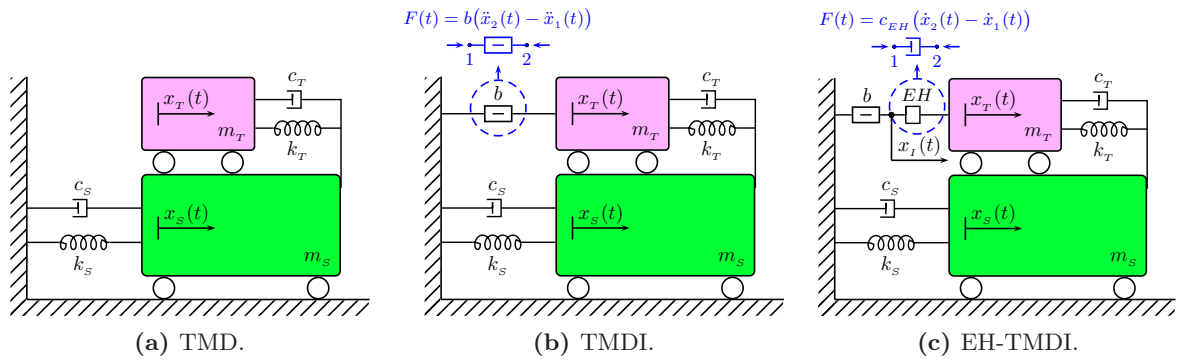 x_T(t)
m_T
c_T
k_T
c_S
k_S
x_S(t)
m_S
(a) TMD.
F(t) = b(ẍ_2(t) − ẍ_1(t))
1 2
b
x_T(t)
m_T
c_T
k_T
c_S
k_S
x_S(t)
m_S
(b) TMDI.
F(t) = c_EH(ẋ_2(t) − ẋ_1(t))
1 2
b
EH
x_I(t)
x_T(t)
m_T
c_T
k_T
c_S
k_S
x_S(t)
m_S
(c) EH-TMDI.